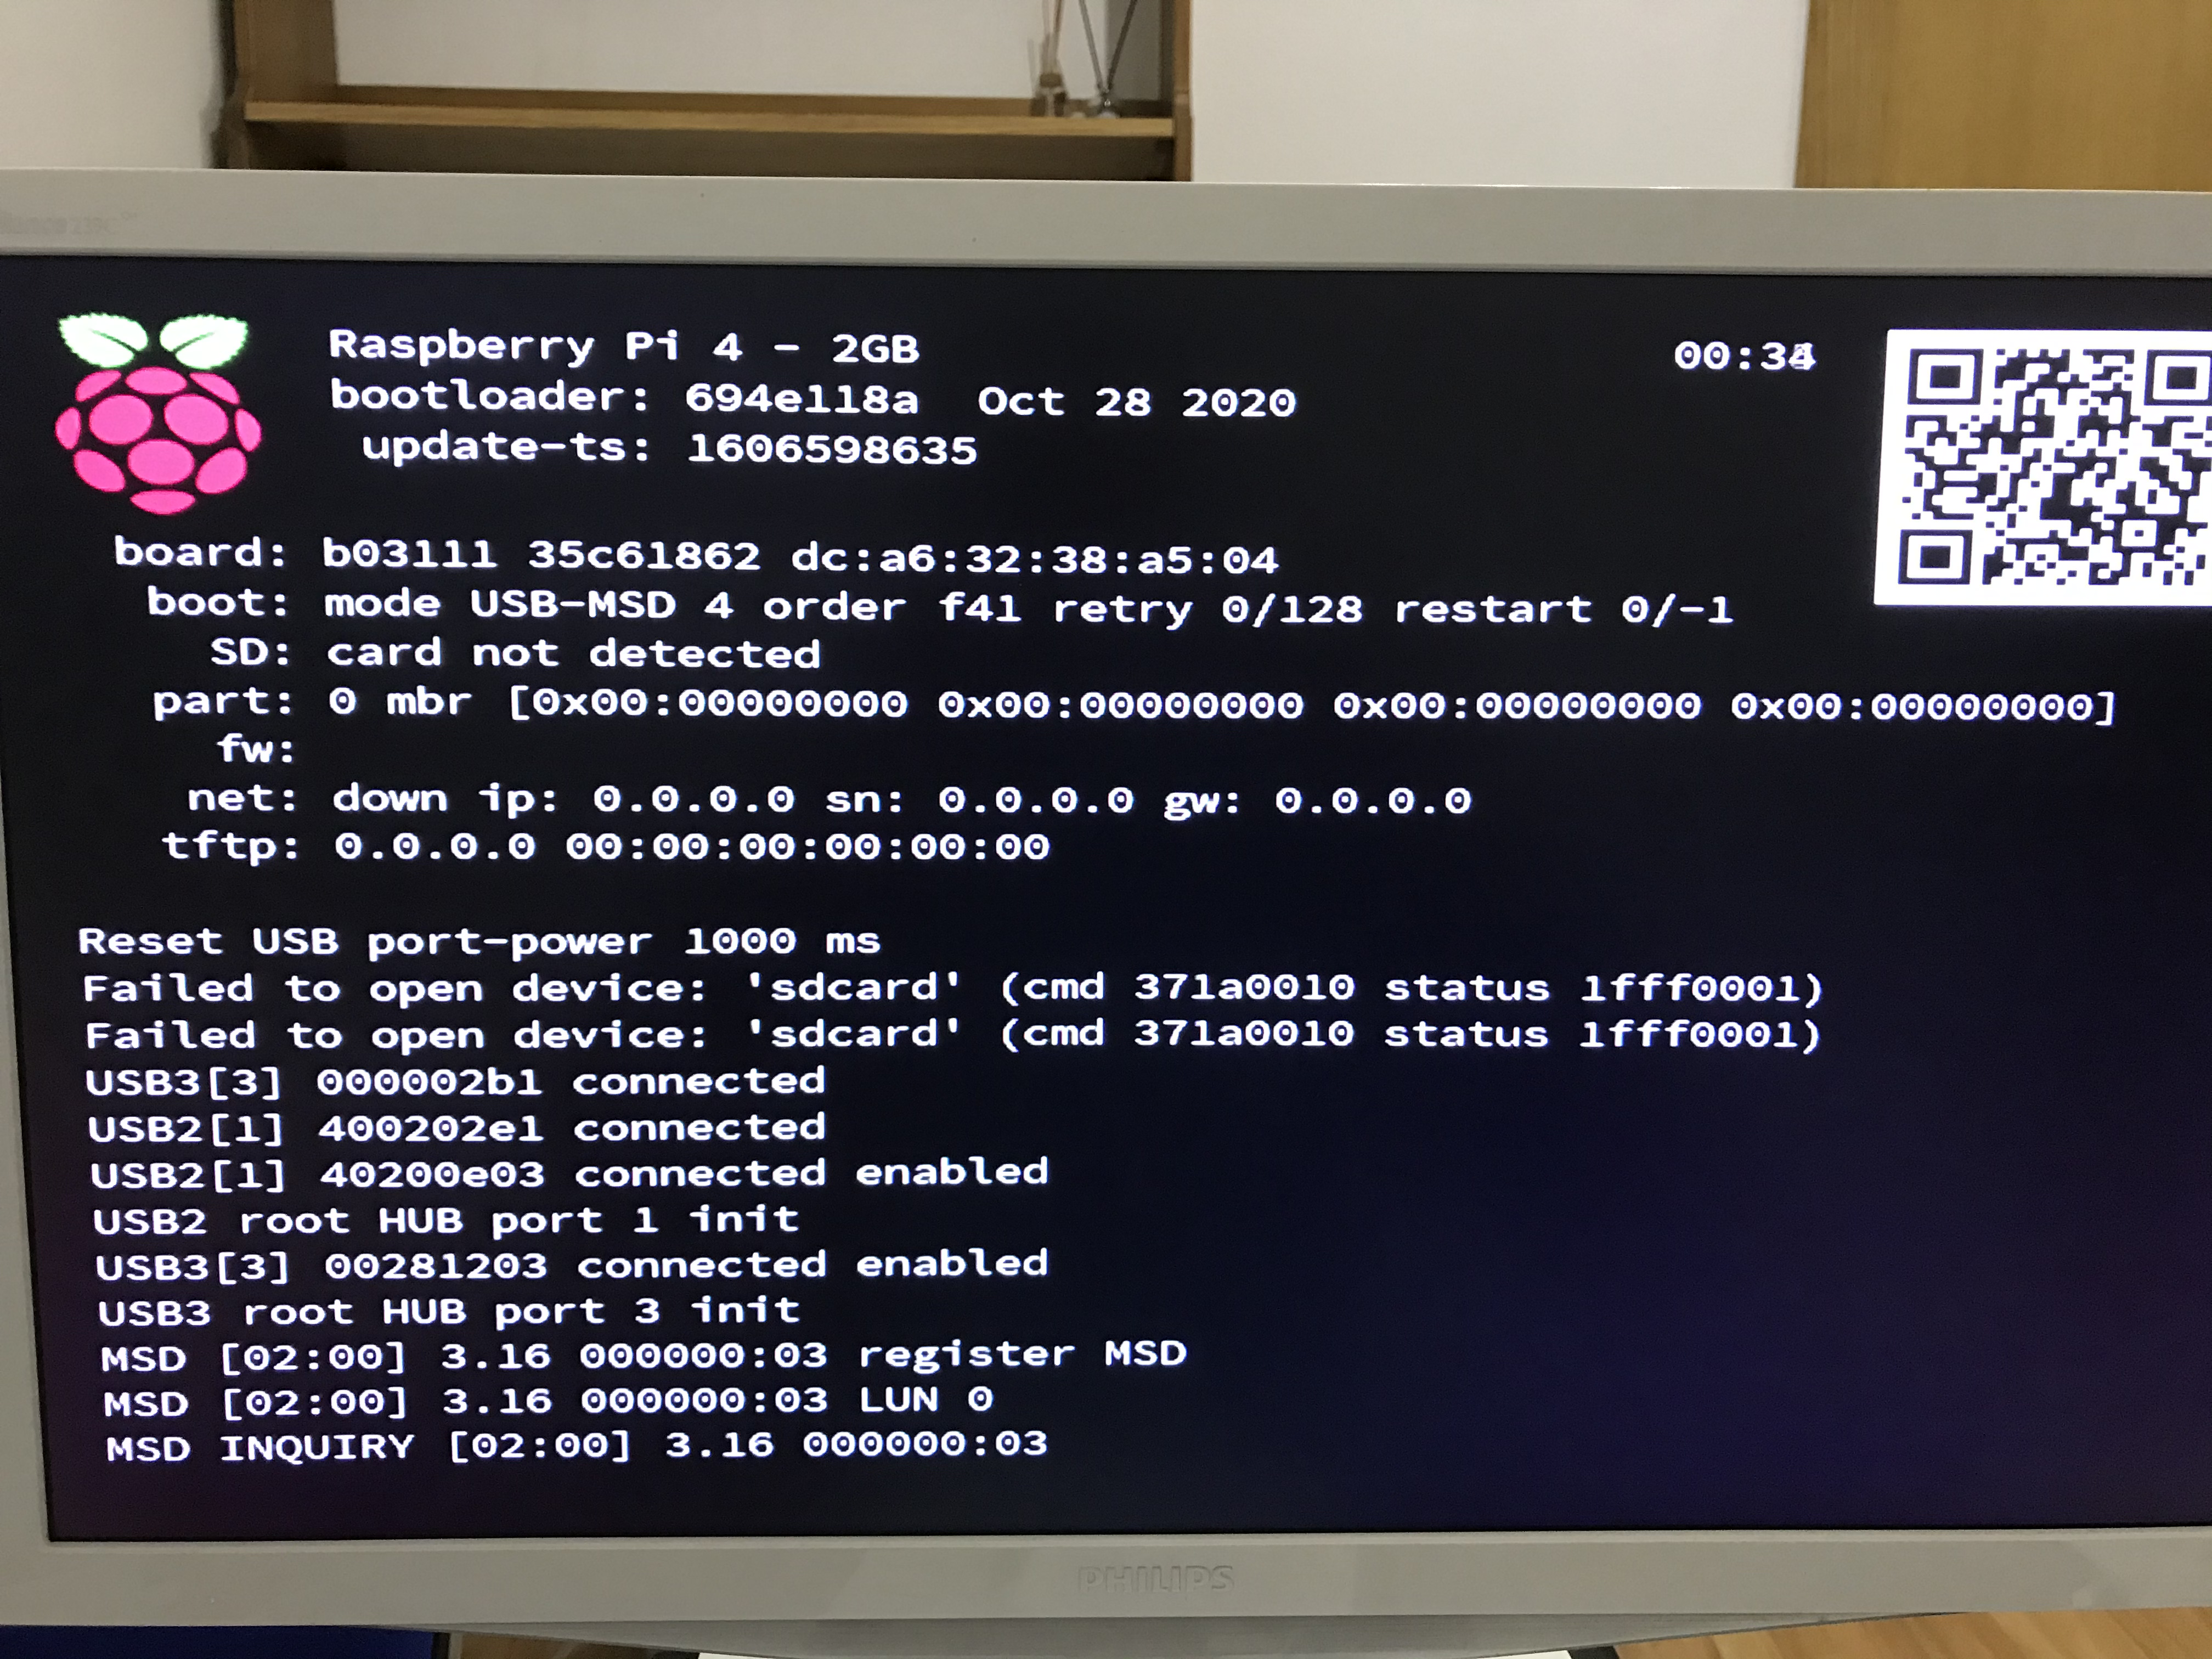 Raspberry Pi 4 - 2GB
bootloader: 694e118a Oct 28 2020
update-ts: 1606598635
board: b03111 35c61862 dc:a6:32:38:a5:04
boot: mode USB-MSD 4 order f41 retry 0/128 restart 0/-1
SD: card not detected
part: 0 mbr [0x00:00000000 0x00:00000000 0x00:00000000 0x00:00000000]
fw:
net: down ip: 0.0.0.0 sn: 0.0.0.0 gw: 0.0.0.0
tftp: 0.0.0.0 00:00:00:00:00:00
Reset USB port-power 1000 ms
Failed to open device: 'sdcard' (cmd 371a0010 status 1fff0001)
Failed to open device: 'sdcard' (cmd 371a0010 status 1fff0001)
USB3[3] 000002b1 connected
USB2[1] 400202e1 connected
USB2[1] 40200e03 connected enabled
USB2 root HUB port 1 init
USB3[3] 00281203 connected enabled
USB3 root HUB port 3 init
MSD [02:00] 3.16 000000:03 register MSD
MSD [02:00] 3.16 000000:03 LUN 0
MSD INQUIRY [02:00] 3.16 000000:03
PHILIPS